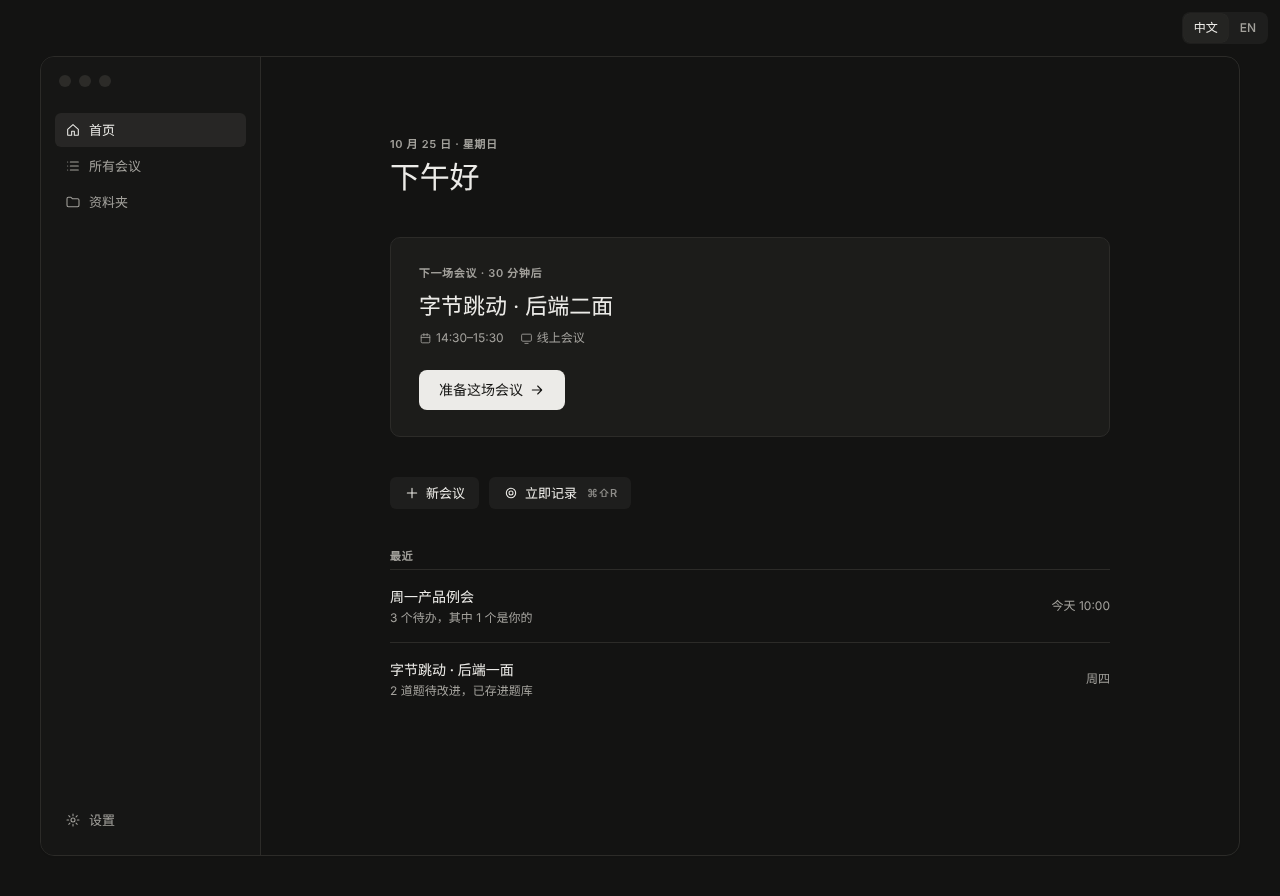 中文 EN
首页
所有会议
资料夹
设置
10 月 25 日 · 星期日
下午好
下一场会议 · 30 分钟后
字节跳动 · 后端二面
14:30–15:30 线上会议
准备这场会议 →
新会议 立即记录 ⌘⇧R
最近
周一产品例会
3 个待办，其中 1 个是你的
今天 10:00
字节跳动 · 后端一面
2 道题待改进，已存进题库
周四